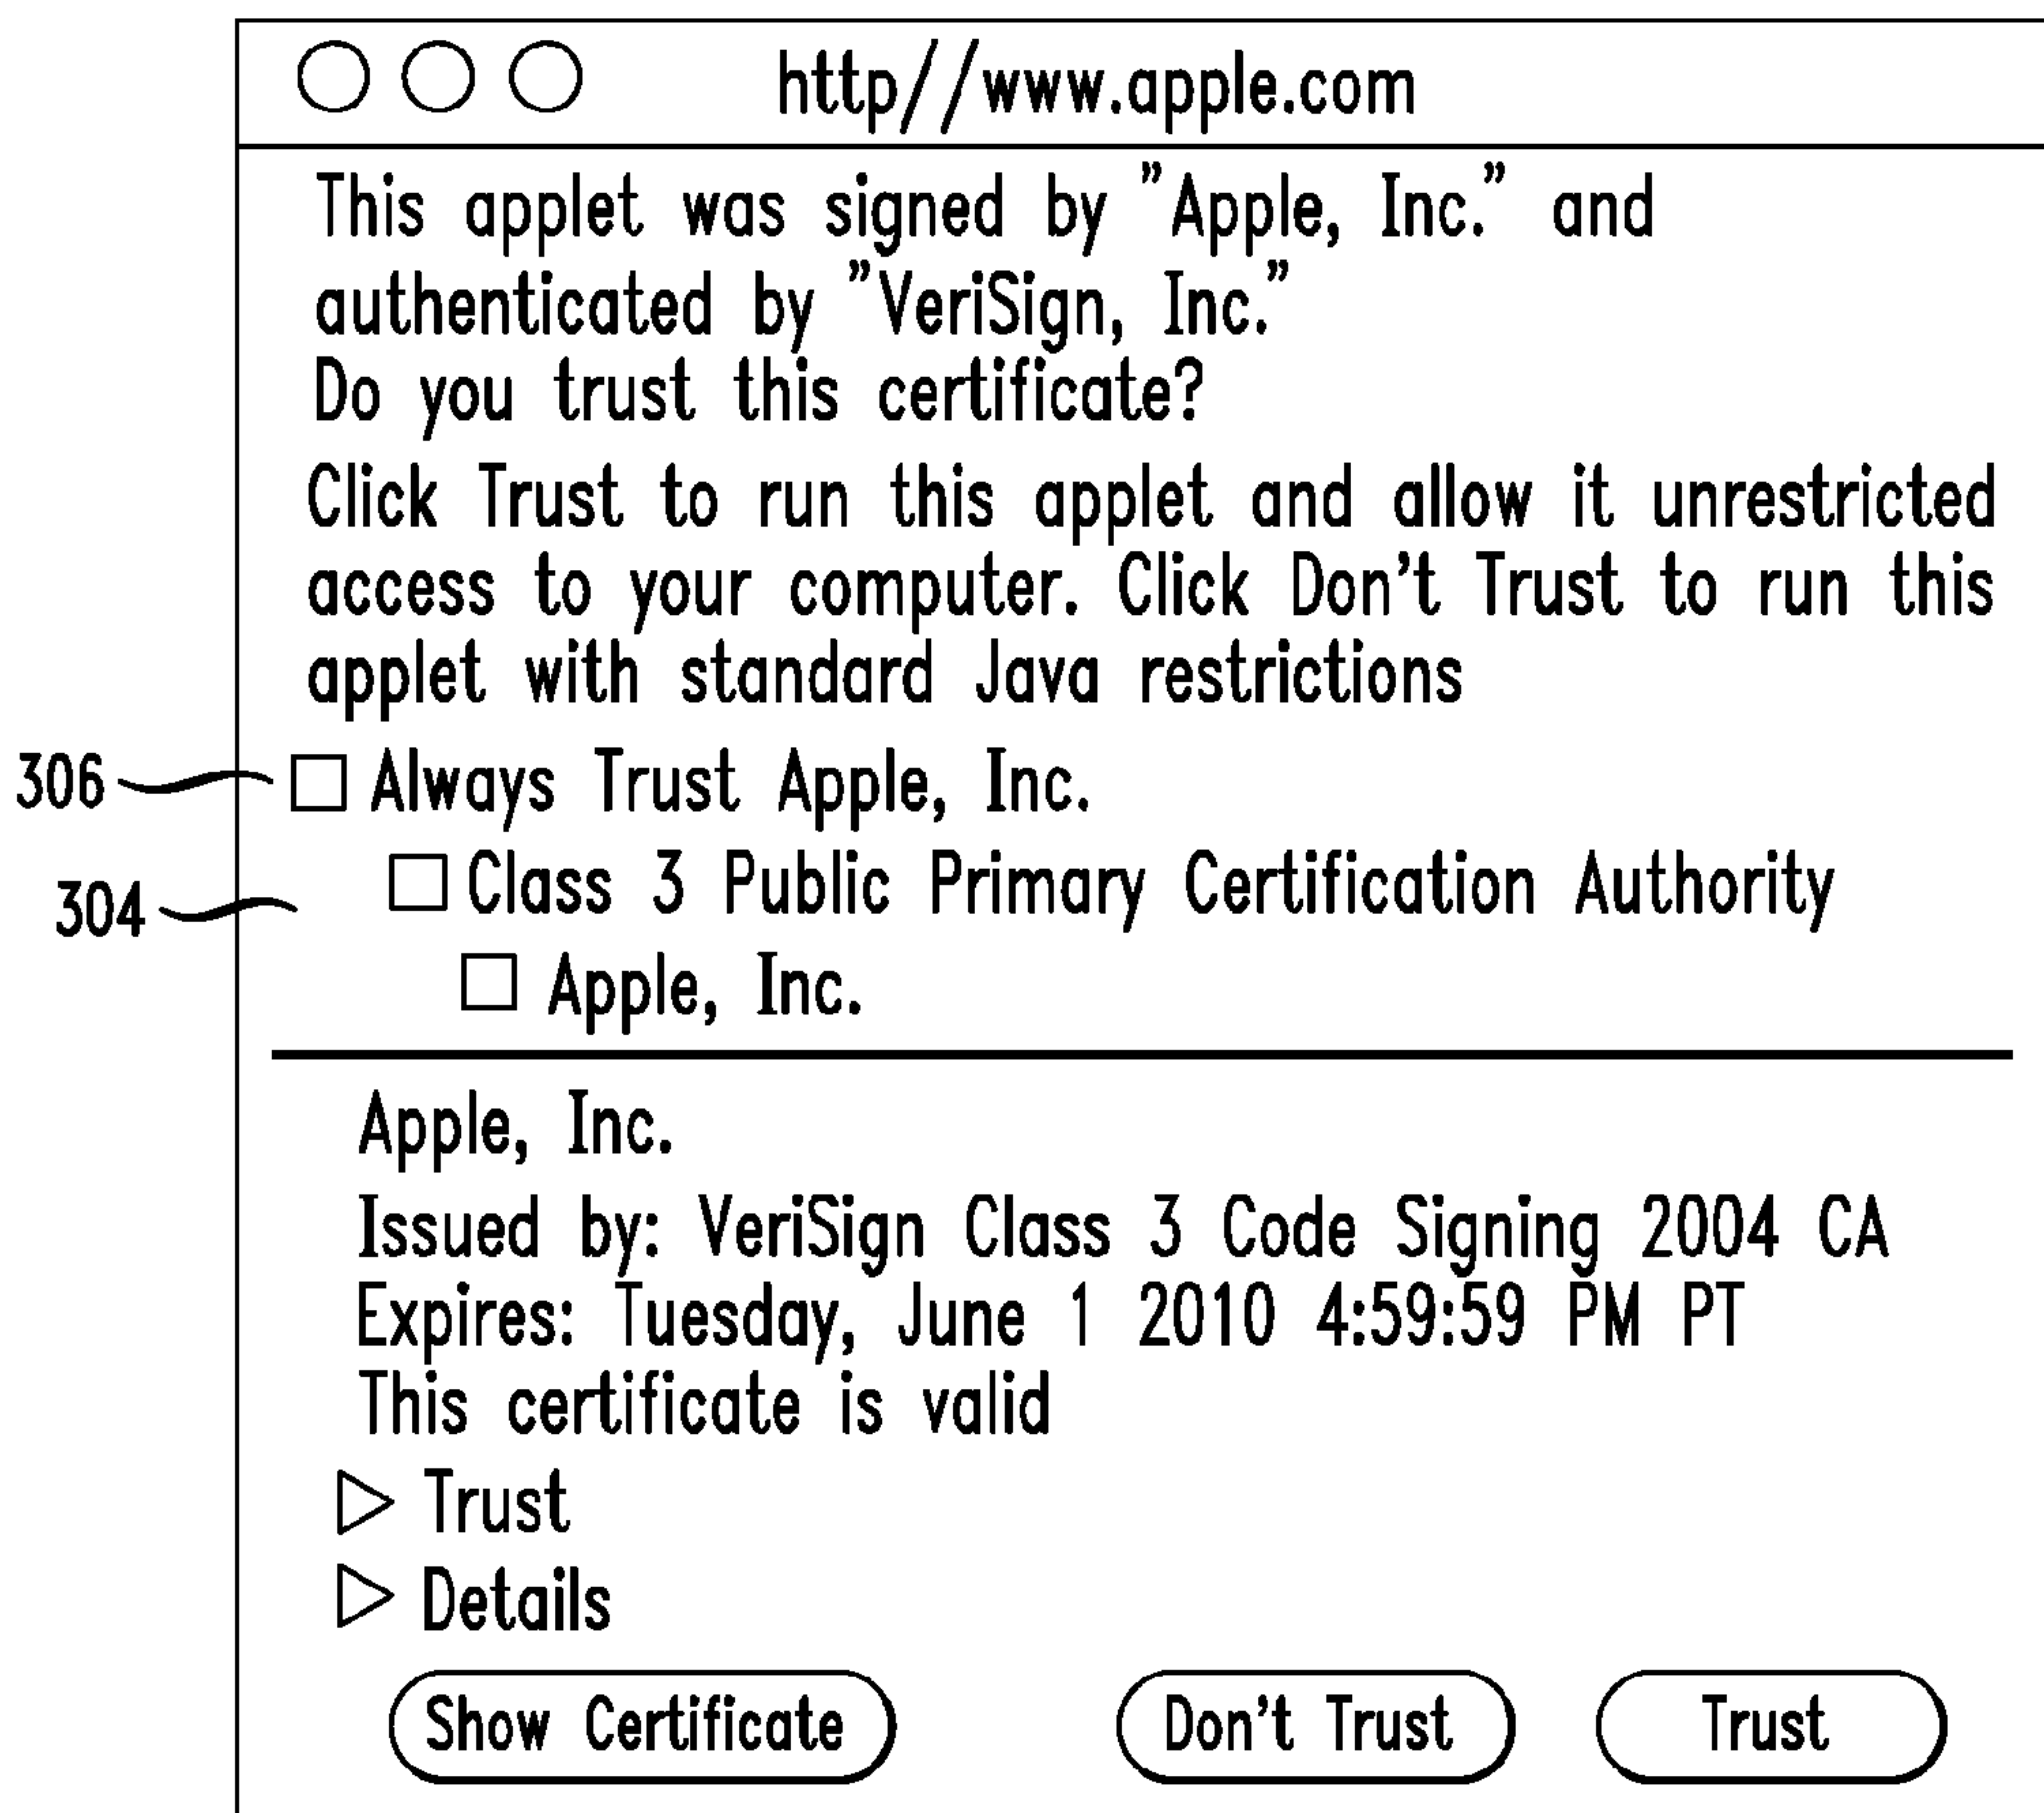 http//www.apple.com
This applet was signed by "Apple, Inc." and
authenticated by "VeriSign, Inc."
Do you trust this certificate?
Click Trust to run this applet and allow it unrestricted
access to your computer. Click Don't Trust to run this
applet with standard Java restrictions
306 Always Trust Apple, Inc.
304 Class 3 Public Primary Certification Authority
Apple, Inc.
Apple, Inc.
Issued by: VeriSign Class 3 Code Signing 2004 CA
Expires: Tuesday, June 1 2010 4:59:59 PM PT
This certificate is valid
Trust
Details
Show Certificate Don't Trust Trust